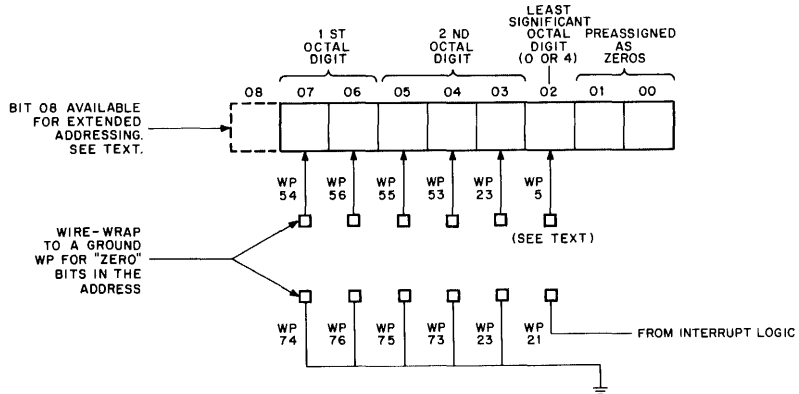 1 ST
OCTAL
DIGIT
2 ND
OCTAL
DIGIT
LEAST
SIGNIFICANT
OCTAL
DIGIT
(0 OR 4)
PREASSIGNED
AS
ZEROS
08 07 06 05 04 03 02 01 00
BIT 08 AVAILABLE
FOR EXTENDED
ADDRESSING.
SEE TEXT.
WP WP WP WP WP WP
54 56 55 53 23 5
(SEE TEXT)
WIRE-WRAP
TO A GROUND
WP FOR "ZERO"
BITS IN THE
ADDRESS
WP WP WP WP WP WP
74 76 75 73 23 21
FROM INTERRUPT LOGIC